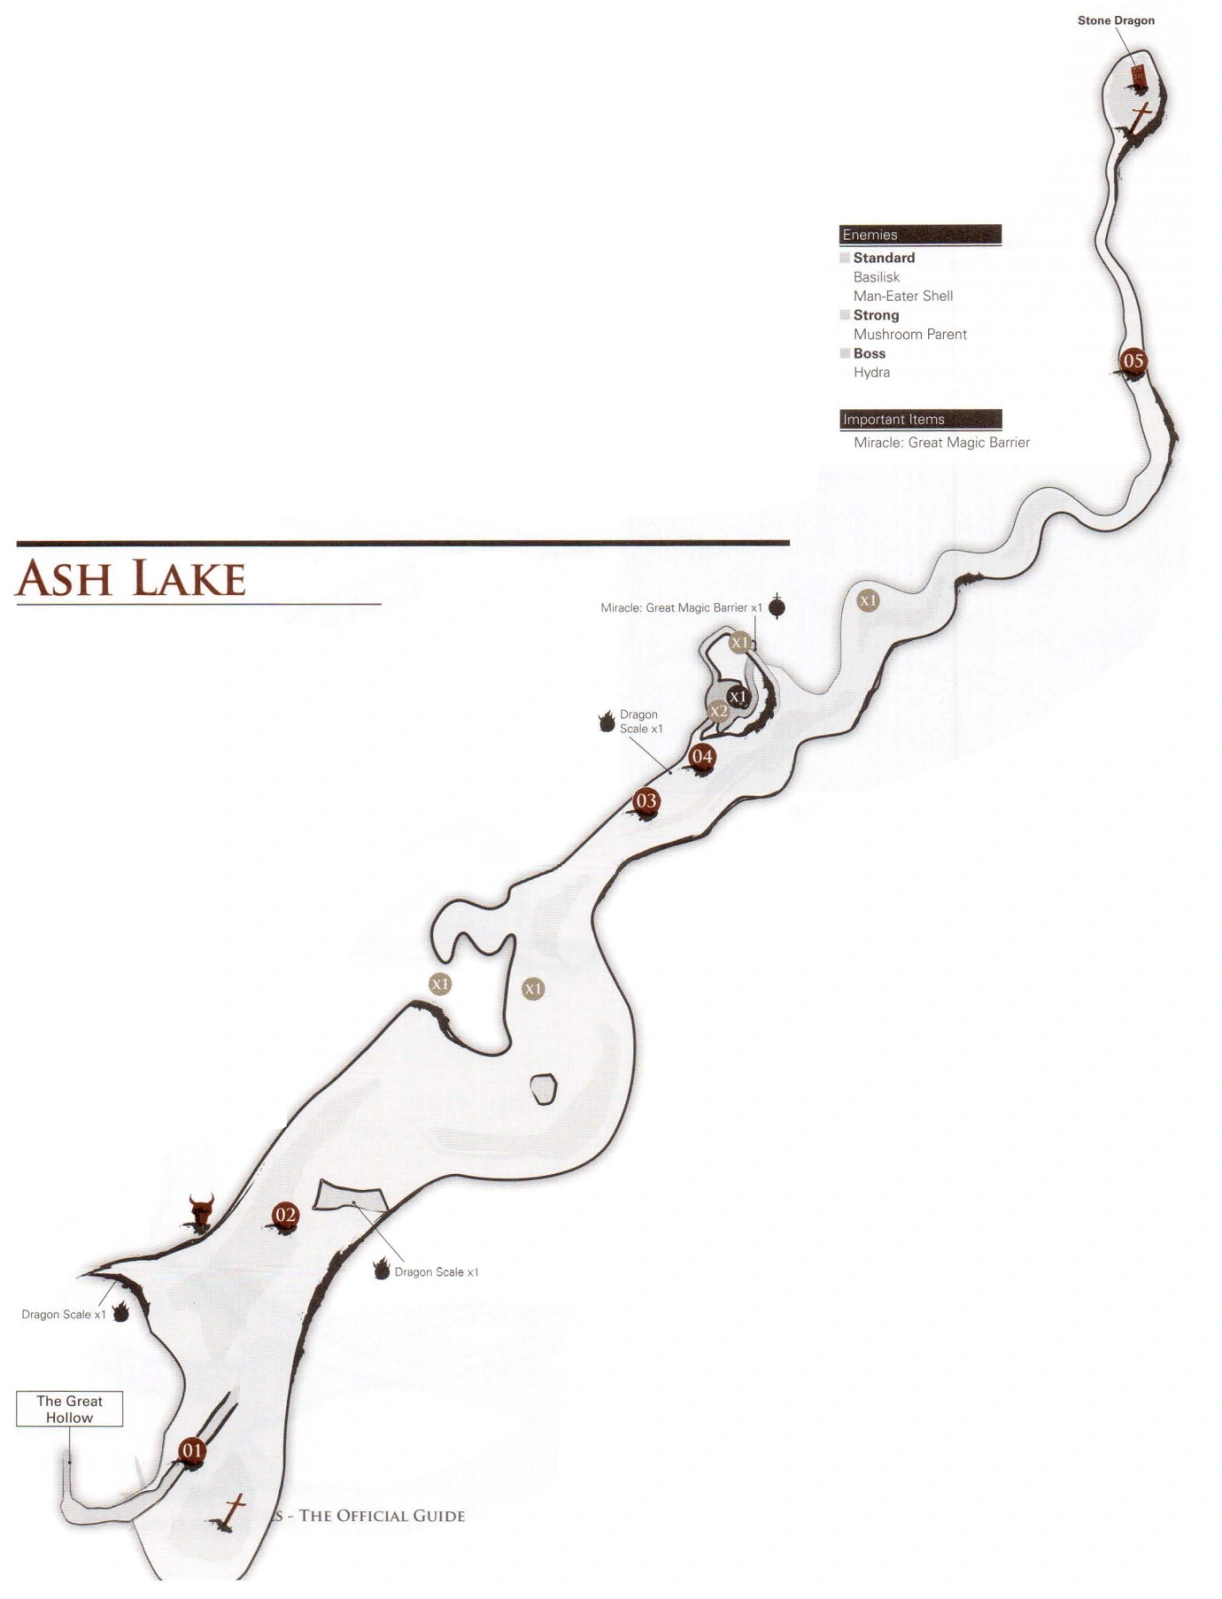 Stone Dragon
Enemies
Standard
Basilisk
Man-Eater Shell
Strong
Mushroom Parent
Boss
Hydra
05
Important Items
Miracle: Great Magic Barrier
ASH LAKE
Miracle: Great Magic Barrier x1
x1
x1
x1
x2
Dragon
Scale x1
04
03
x1
x1
02
Dragon Scale x1
Dragon Scale x1
The Great
Hollow
01
S - THE OFFICIAL GUIDE